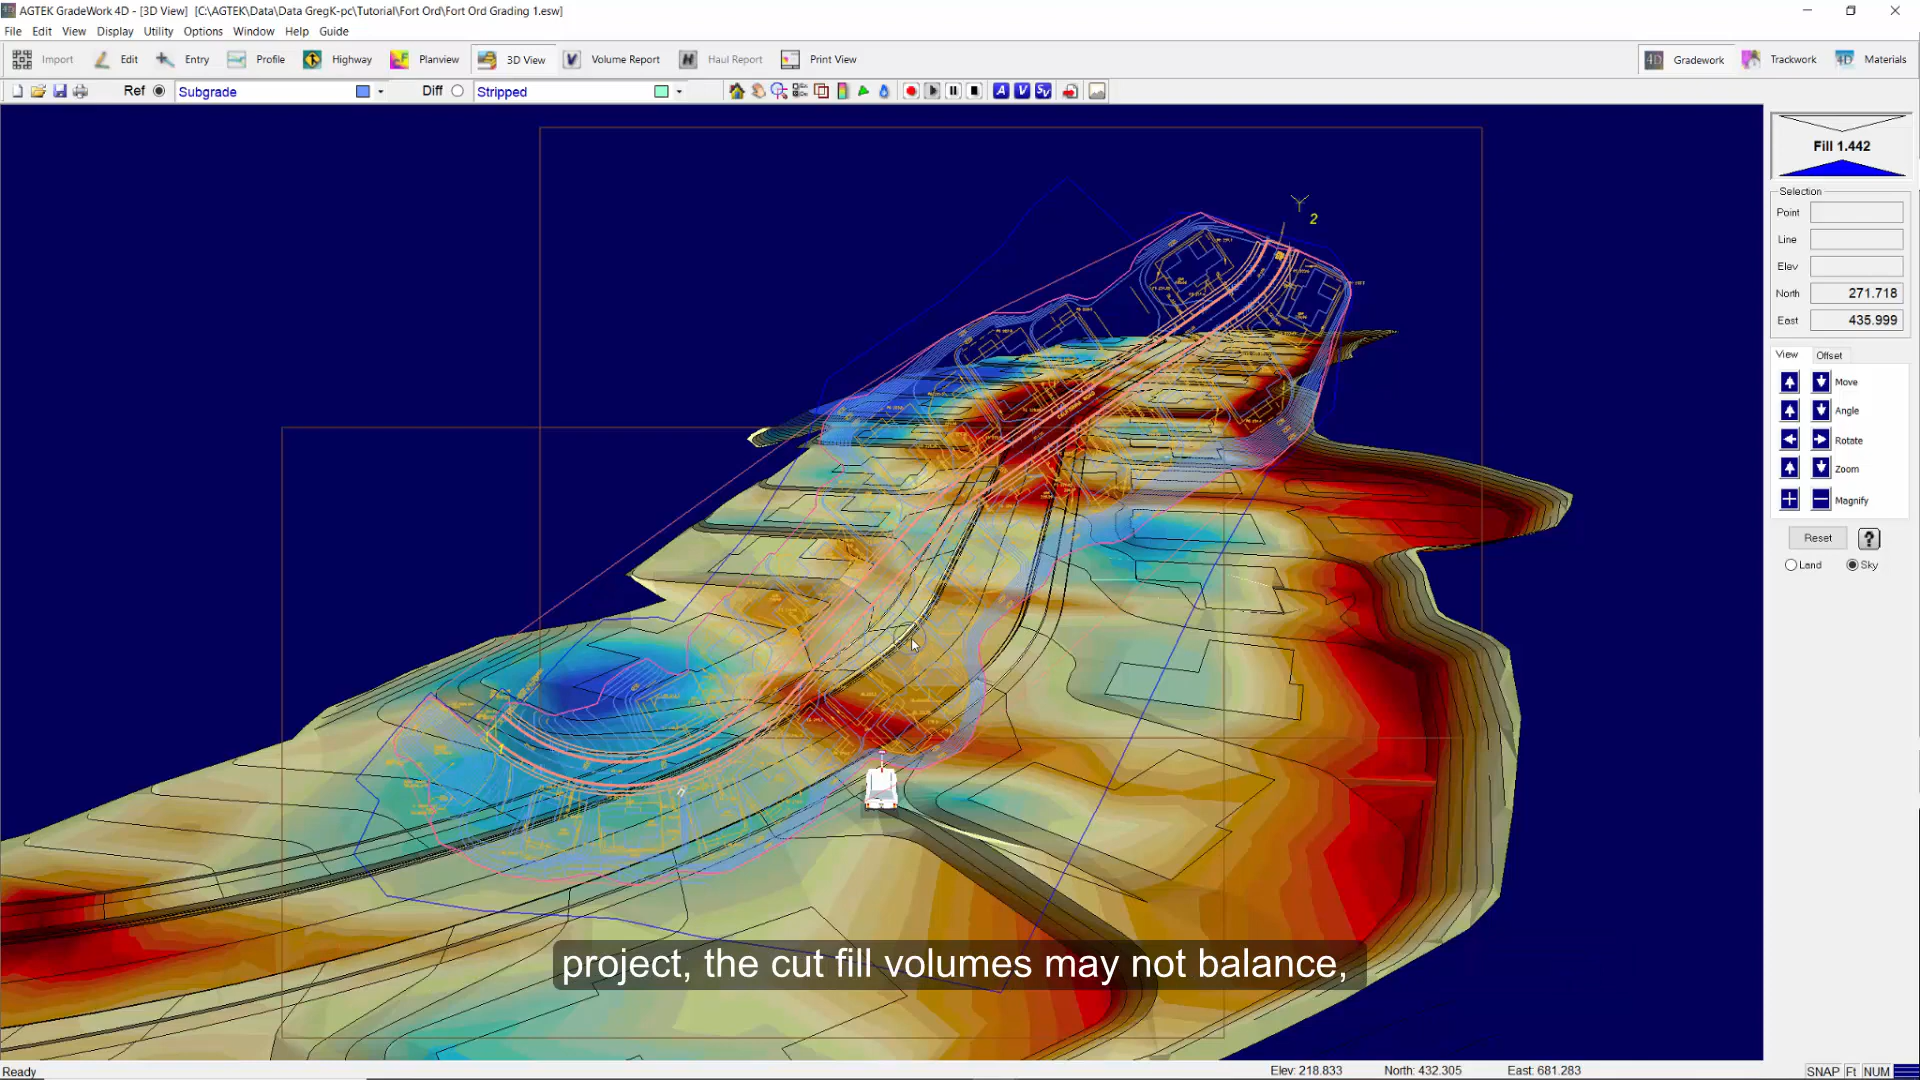 AGTEK GradeWork 4D - [3D View]   [C:\AGTEK\Data\Data GregK-pc\Tutorial\Fort Ord\Fort Ord Grading 1.esw]
File Edit View Display Utility Options Window Help Guide
Import Edit Entry Profile Highway Planview 3D View Volume Report Haul Report Print View 4D Gradework Trackwork 4D Materials
Ref Subgrade Diff Stripped A V Sv
Fill 1.442
Selection
Point
Line
Elev
North 271.718
East 435.999
View Offset
Move
Angle
Rotate
Zoom
Magnify
Reset ?
Land Sky
2
project, the cut fill volumes may not balance,
Ready Elev: 218.833 North: 432.305 East: 681.283 SNAP Ft NUM